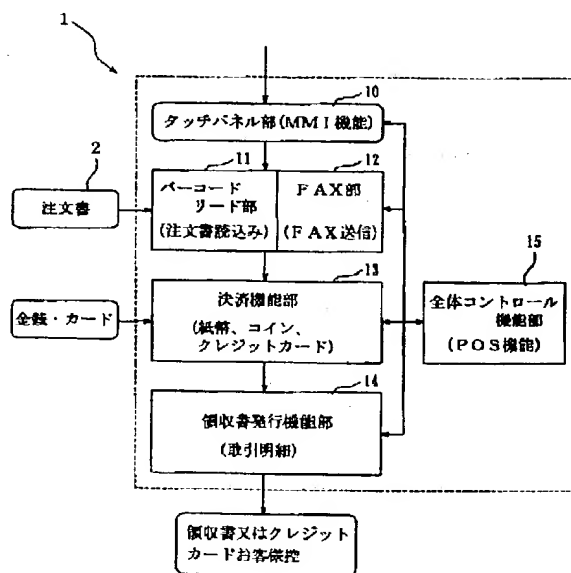 1
10
タッチパネル部(MMI機能)
2
11
12
注文書
バーコード
リード部
(注文書読込み)
FAX部
(FAX送信)
13
15
金銭・カード
決済機能部
(紙幣、コイン、
クレジットカード)
全体コントロール
機能部
(POS機能)
14
領収書発行機能部
(取引明細)
領収書又はクレジット
カードお客様控